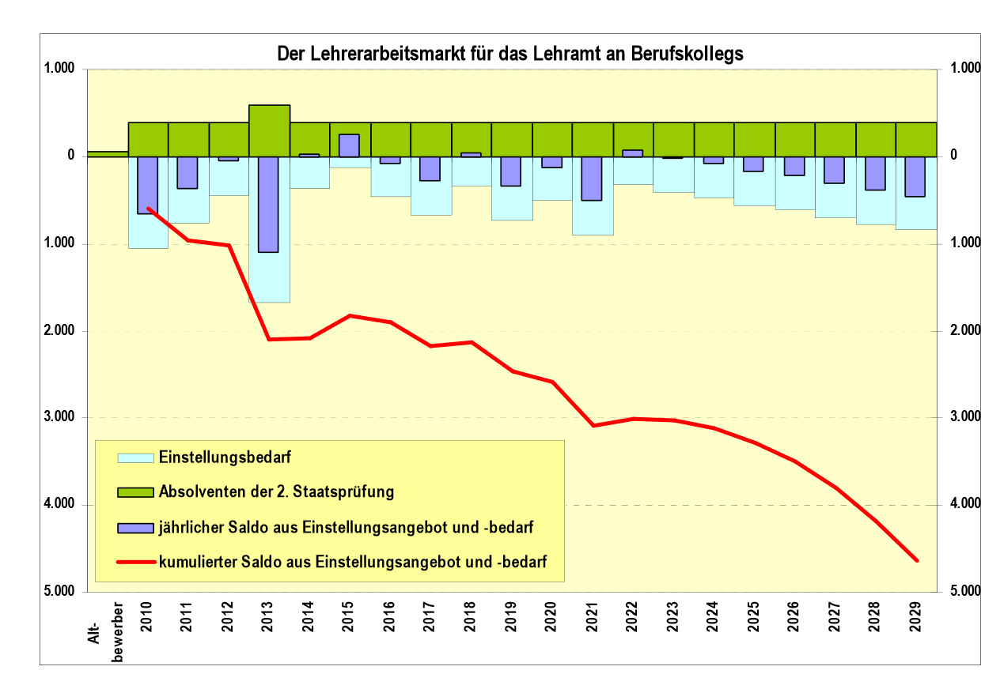 Der Lehrerarbeitsmarkt für das Lehramt an Berufskollegs
1.000 1.000
0 0
1.000 1.000
2.000 2.000
3.000 3.000
Einstellungsbedarf
Absolventen der 2. Staatsprüfung
4.000 4.000
jährlicher Saldo aus Einstellungsangebot und -bedarf
kumulierter Saldo aus Einstellungsangebot und -bedarf
5.000 5.000
Alt-
bewerber
2010 2011 2012 2013 2014 2015 2016 2017 2018 2019 2020 2021 2022 2023 2024 2025 2026 2027 2028 2029